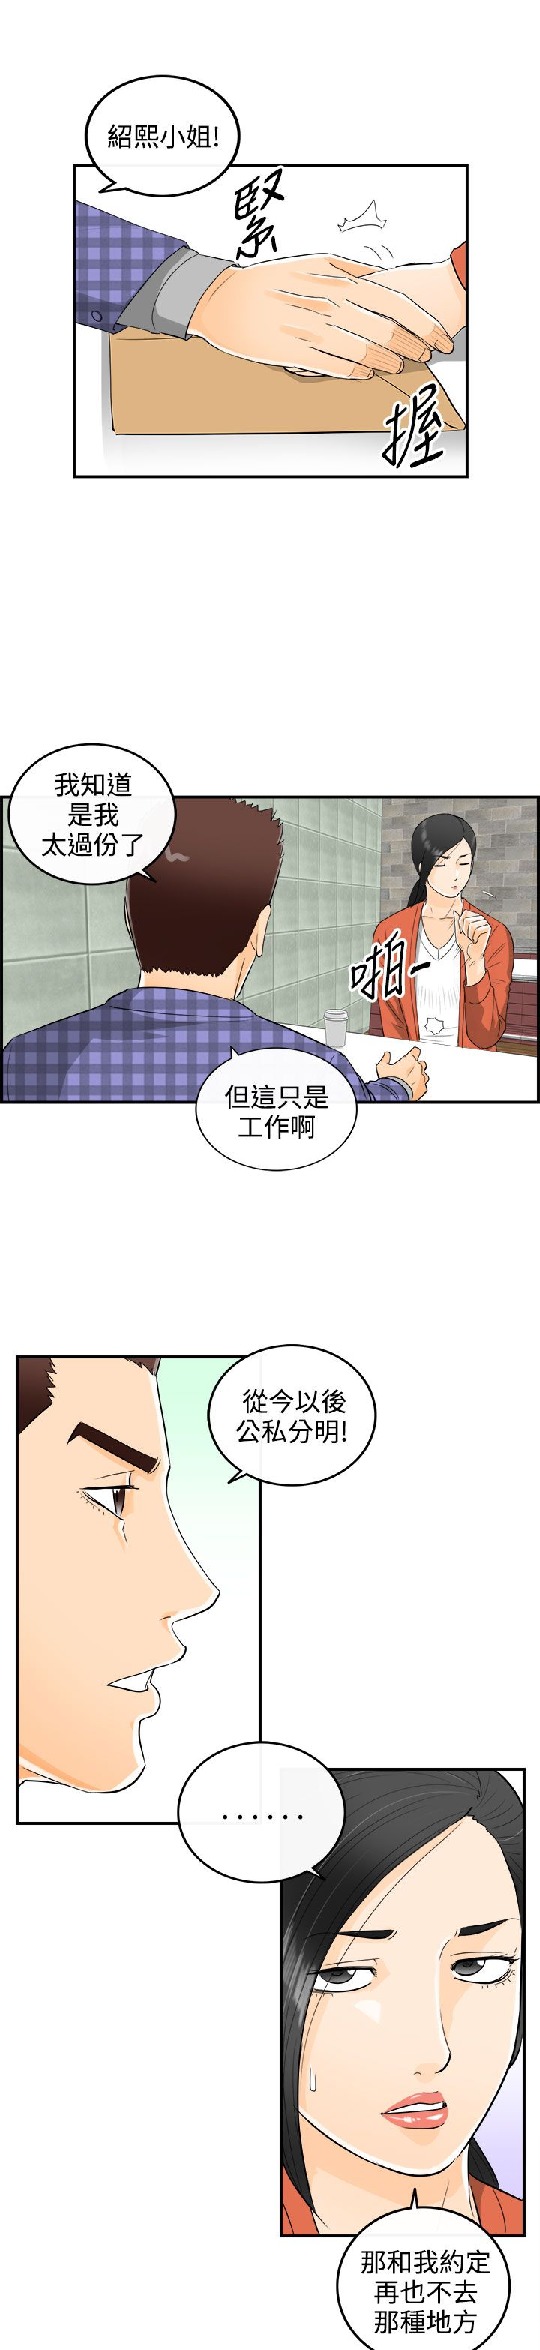 紹熙小姐!
緊
握
我知道
是我
太過份了
啪-
但這只是
工作啊
從今以後
公私分明!
......
那和我約定
再也不去
那種地方